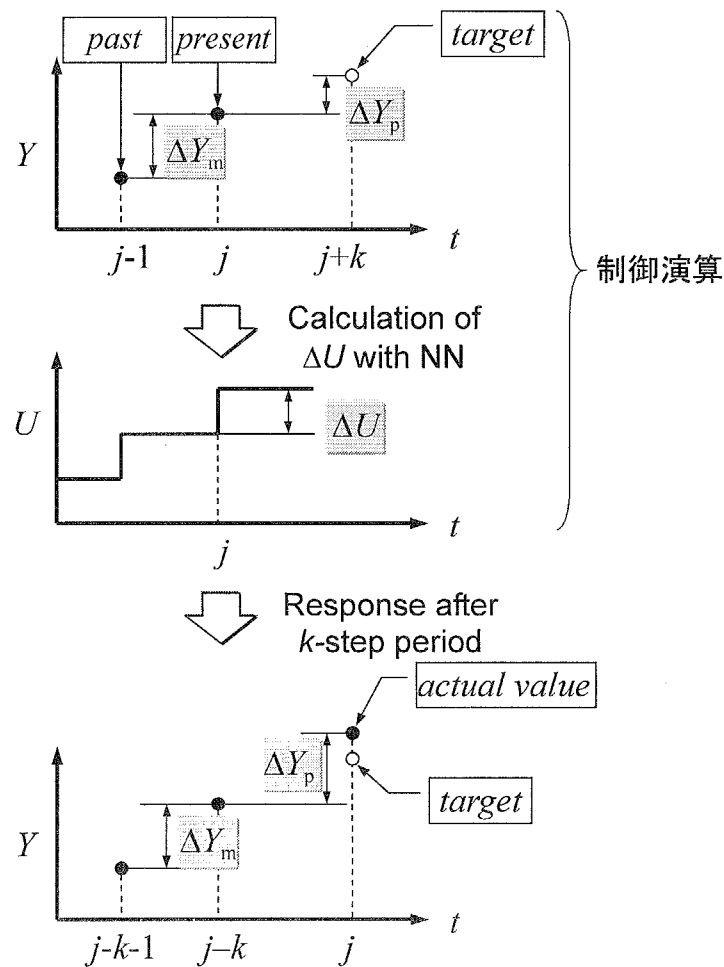 past
present
target
Y
ΔYm
ΔYp
j-1
j
j+k
t
制御演算
Calculation of
ΔU with NN
U
ΔU
t
j
Response after
k-step period
actual value
ΔYp
target
Y
ΔYm
t
j-k-1
j–k
j